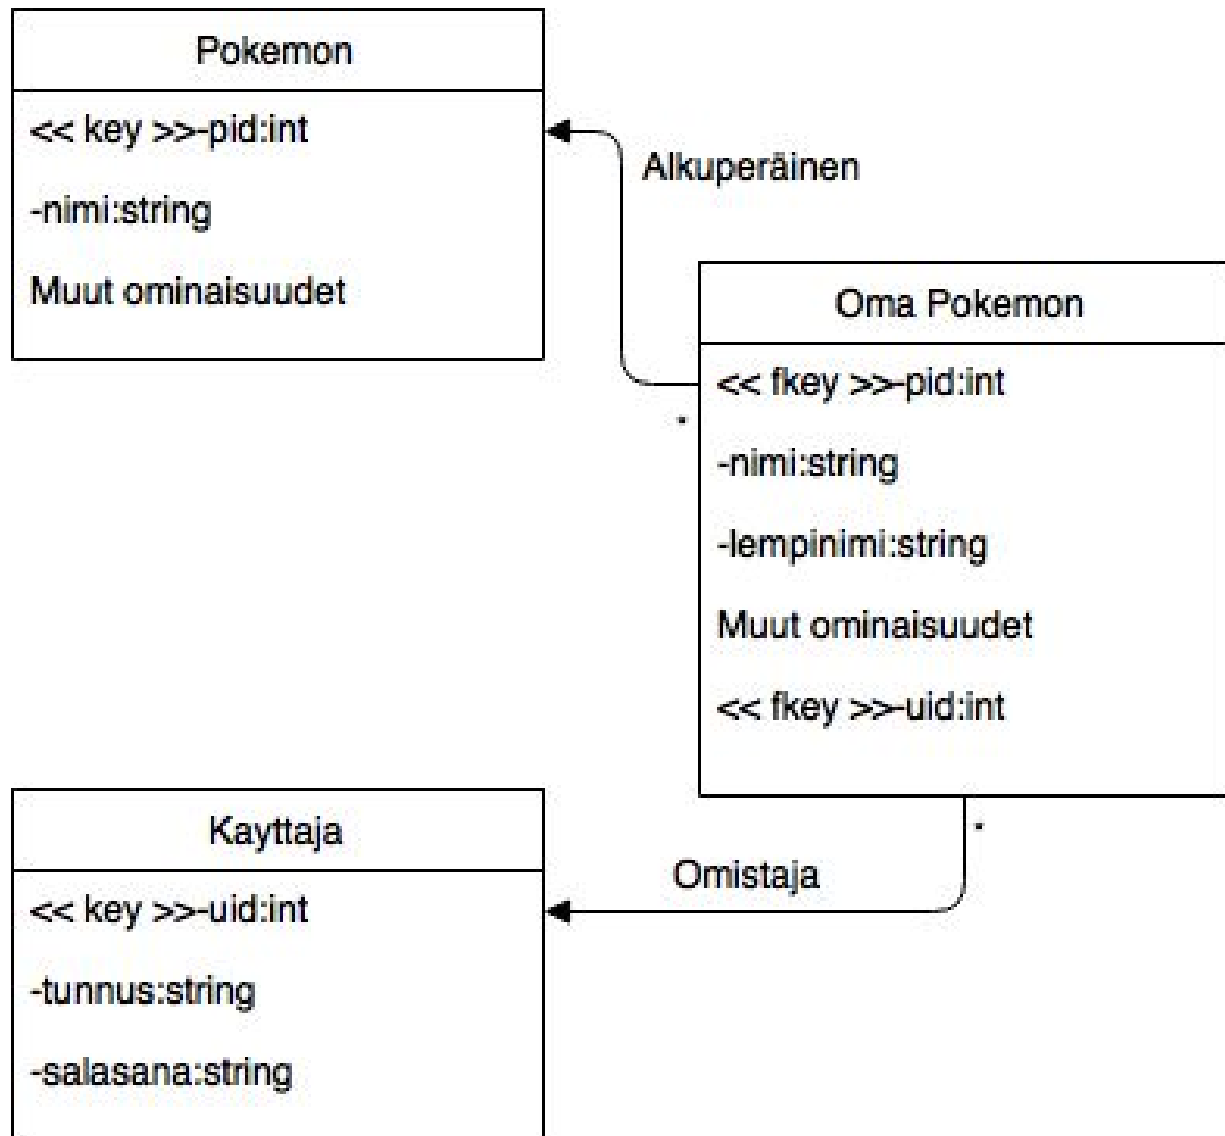 Pokemon
<< key >>-pid:int
-nimi:string
Muut ominaisuudet
Alkuperäinen
Oma Pokemon
<< fkey >>-pid:int
*
-nimi:string
-lempinimi:string
Muut ominaisuudet
<< fkey >>-uid:int
*
Omistaja
Kayttaja
<< key >>-uid:int
-tunnus:string
-salasana:string